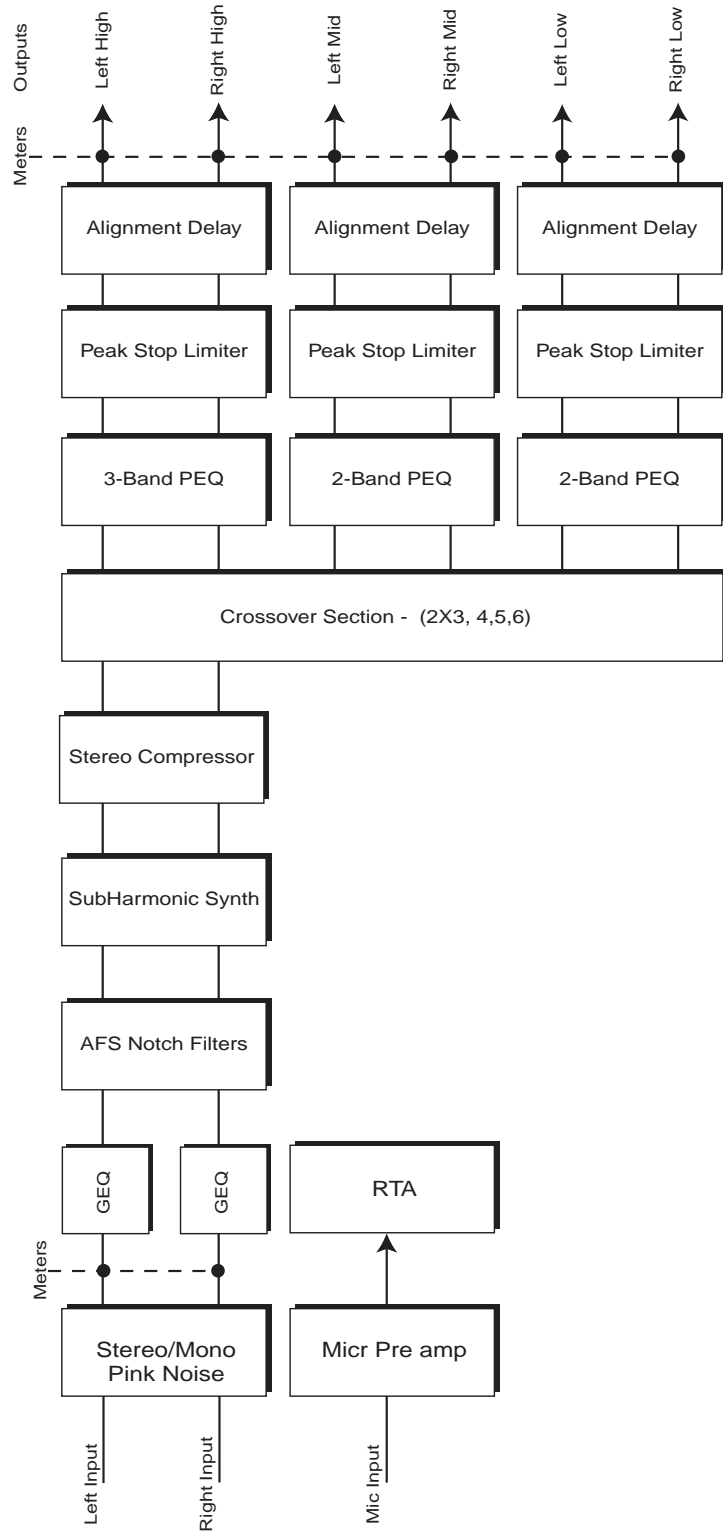 Outputs
Left High
Right High
Left Mid
Right Mid
Left Low
Right Low
Meters
Alignment Delay
Alignment Delay
Alignment Delay
Peak Stop Limiter
Peak Stop Limiter
Peak Stop Limiter
3-Band PEQ
2-Band PEQ
2-Band PEQ
Crossover Section - (2X3, 4,5,6)
Stereo Compressor
SubHarmonic Synth
AFS Notch Filters
GEQ
GEQ
RTA
Meters
Stereo/Mono
Pink Noise
Micr Pre amp
Left Input
Right Input
Mic Input